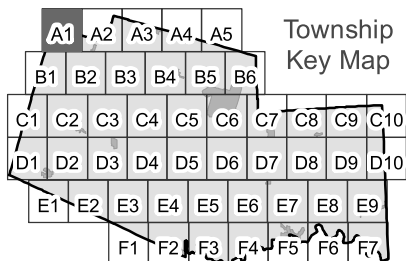 Township
Key Map
A1 A2 A3 A4 A5
B1 B2 B3 B4 B5 B6
C1 C2 C3 C4 C5 C6 C7 C8 C9 C10
D1 D2 D3 D4 D5 D6 D7 D8 D9 D10
E1 E2 E3 E4 E5 E6 E7 E8 E9
F1 F2 F3 F4 F5 F6 F7